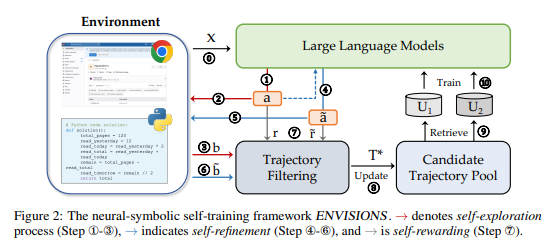 Environment
X
⓪
Large Language Models
①
②
a
④
⑤
ã
Train
⑩
U1
U2
Retrieve
⑨
r
⑦
r̃
③ b
⑥ b̃
Trajectory
Filtering
T*
Update
⑧
Candidate
Trajectory Pool
# Python code solution:
def solution():
total_pages = 120
read_yesterday = 12
read_today = read_yesterday * 2
total_read = read_yesterday +
read_today
remain = total_pages -
total_read
read_tomorrow = remain // 2
return total
Figure 2: The neural-symbolic self-training framework ENVISIONS. → denotes self-exploration
process (Step ①-③), → indicates self-refinement (Step ④-⑥), and → is self-rewarding (Step ⑦).